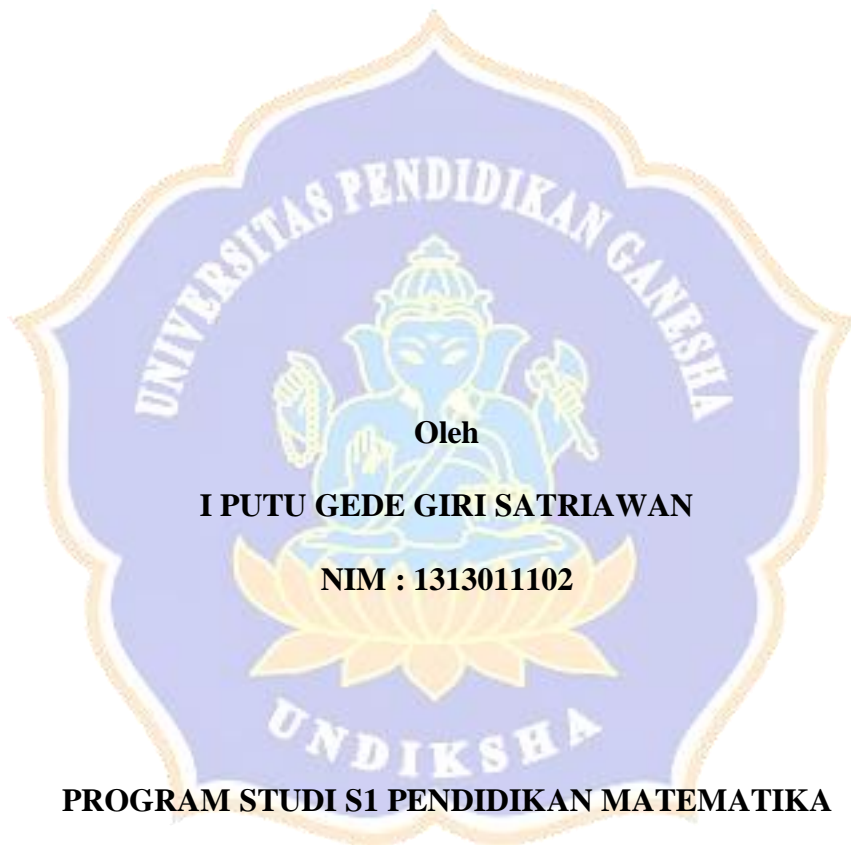 UNIVERSITAS PENDIDIKAN GANESHA
Oleh
I PUTU GEDE GIRI SATRIAWAN
NIM : 1313011102
UNDIKSHA
PROGRAM STUDI S1 PENDIDIKAN MATEMATIKA